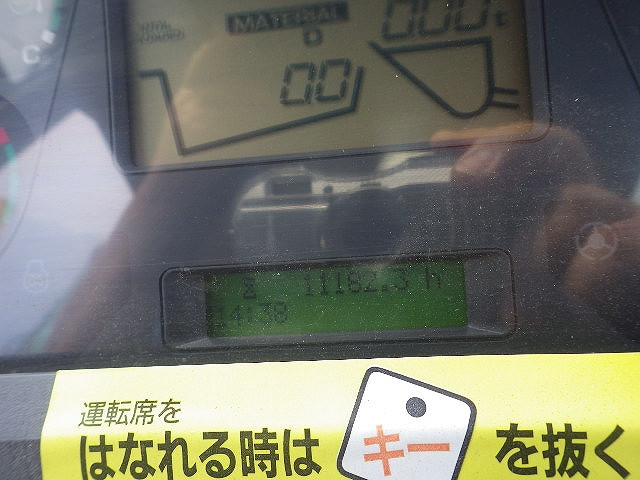 MATERIAL
D
000t
00
11182.3 h
14:38
運転席を
はなれる時は キー を抜く